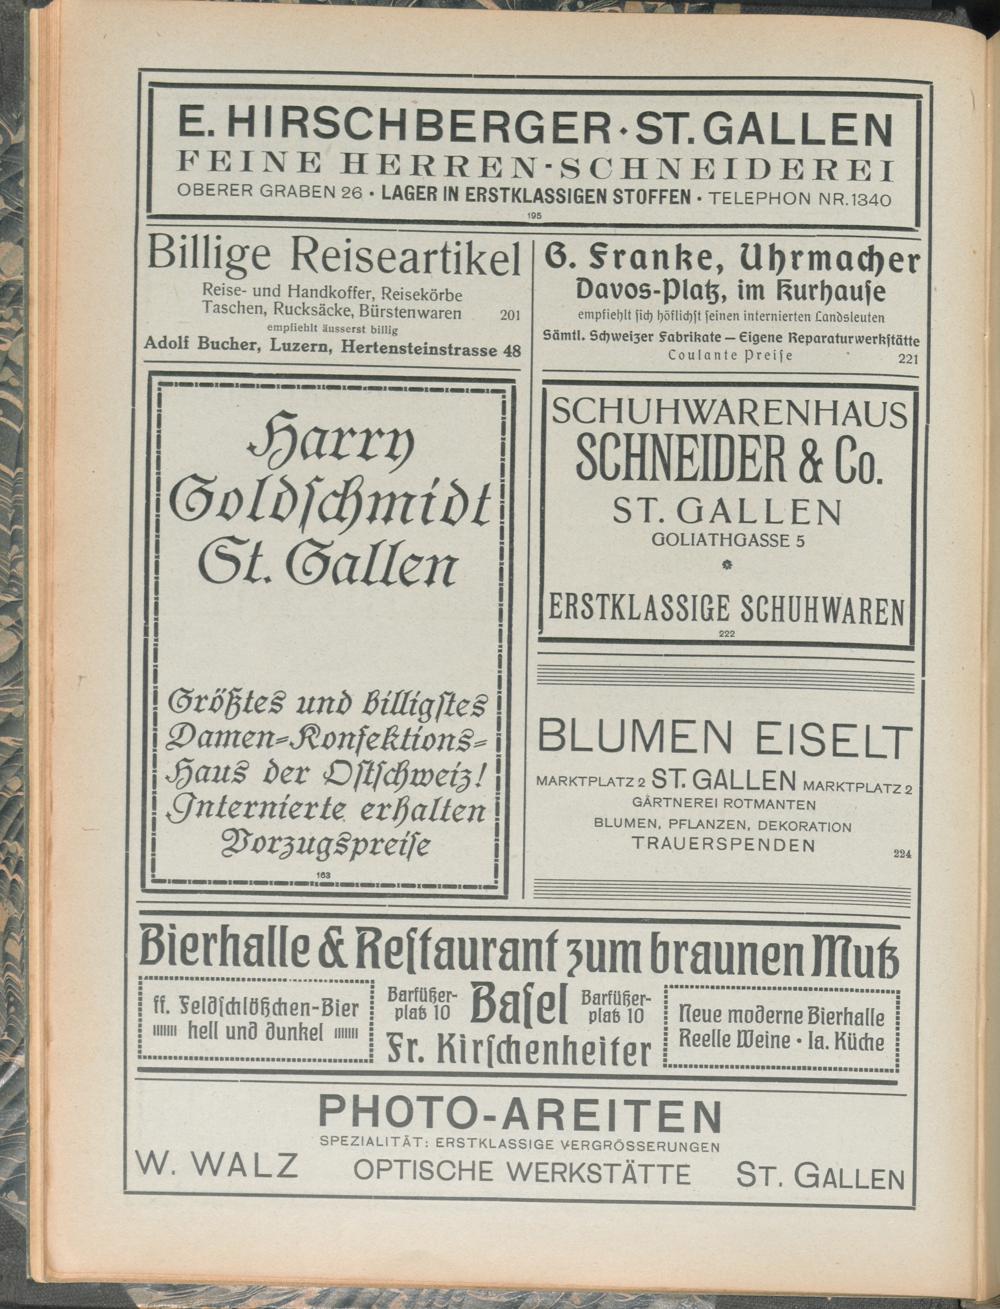 E. HIRSCHBERGER · ST. GALLEN
FEINE HERREN-SCHNEIDEREI
OBERER GRABEN 26 · LAGER IN ERSTKLASSIGEN STOFFEN · TELEPHON NR. 1340
195
Billige Reiseartikel
Reise- und Handkoffer, Reisekörbe
Taschen, Rucksäcke, Bürstenwaren 201
empfiehlt äusserst billig
Adolf Bucher, Luzern, Hertensteinstrasse 48
G. Franke, Uhrmacher
Davos-Platz, im Kurhause
empfiehlt sich höflichst seinen internierten Landsleuten
Sämtl. Schweizer Fabrikate — Eigene Reparaturwerkstätte
Coulante Preise 221
Harry
Goldschmidt
St. Gallen
Größtes und billigstes
Damen-Konfektions-
Haus der Ostschweiz!
Internierte erhalten
Vorzugspreise
163
SCHUHWARENHAUS
SCHNEIDER & Co.
ST. GALLEN
GOLIATHGASSE 5
ERSTKLASSIGE SCHUHWAREN
222
BLUMEN EISELT
MARKTPLATZ 2 ST. GALLEN MARKTPLATZ 2
GÄRTNEREI ROTMANTEN
BLUMEN, PFLANZEN, DEKORATION
TRAUERSPENDEN
224
Bierhalle & Restaurant zum braunen Mutz
ff. Feldschlößchen-Bier
hell und dunkel
Barfüßer-
platz 10
Basel
Barfüßer-
platz 10
Fr. Kirschenheiter
Neue moderne Bierhalle
Reelle Weine · Ia. Küche
PHOTO-AREITEN
SPEZIALITÄT: ERSTKLASSIGE VERGRÖSSERUNGEN
W. WALZ OPTISCHE WERKSTÄTTE ST. GALLEN